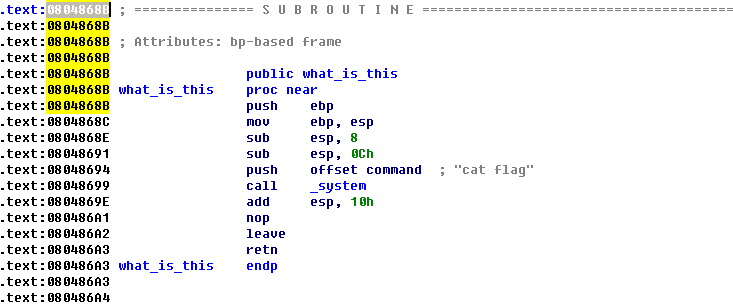 .text:0804868B ; =============== S U B R O U T I N E =======================================
.text:0804868B
.text:0804868B ; Attributes: bp-based frame
.text:0804868B
.text:0804868B                 public what_is_this
.text:0804868B what_is_this    proc near
.text:0804868B                 push    ebp
.text:0804868C                 mov     ebp, esp
.text:0804868E                 sub     esp, 8
.text:08048691                 sub     esp, 0Ch
.text:08048694                 push    offset command  ; "cat flag"
.text:08048699                 call    _system
.text:0804869E                 add     esp, 10h
.text:080486A1                 nop
.text:080486A2                 leave
.text:080486A3                 retn
.text:080486A3 what_is_this    endp
.text:080486A3
.text:080486A4